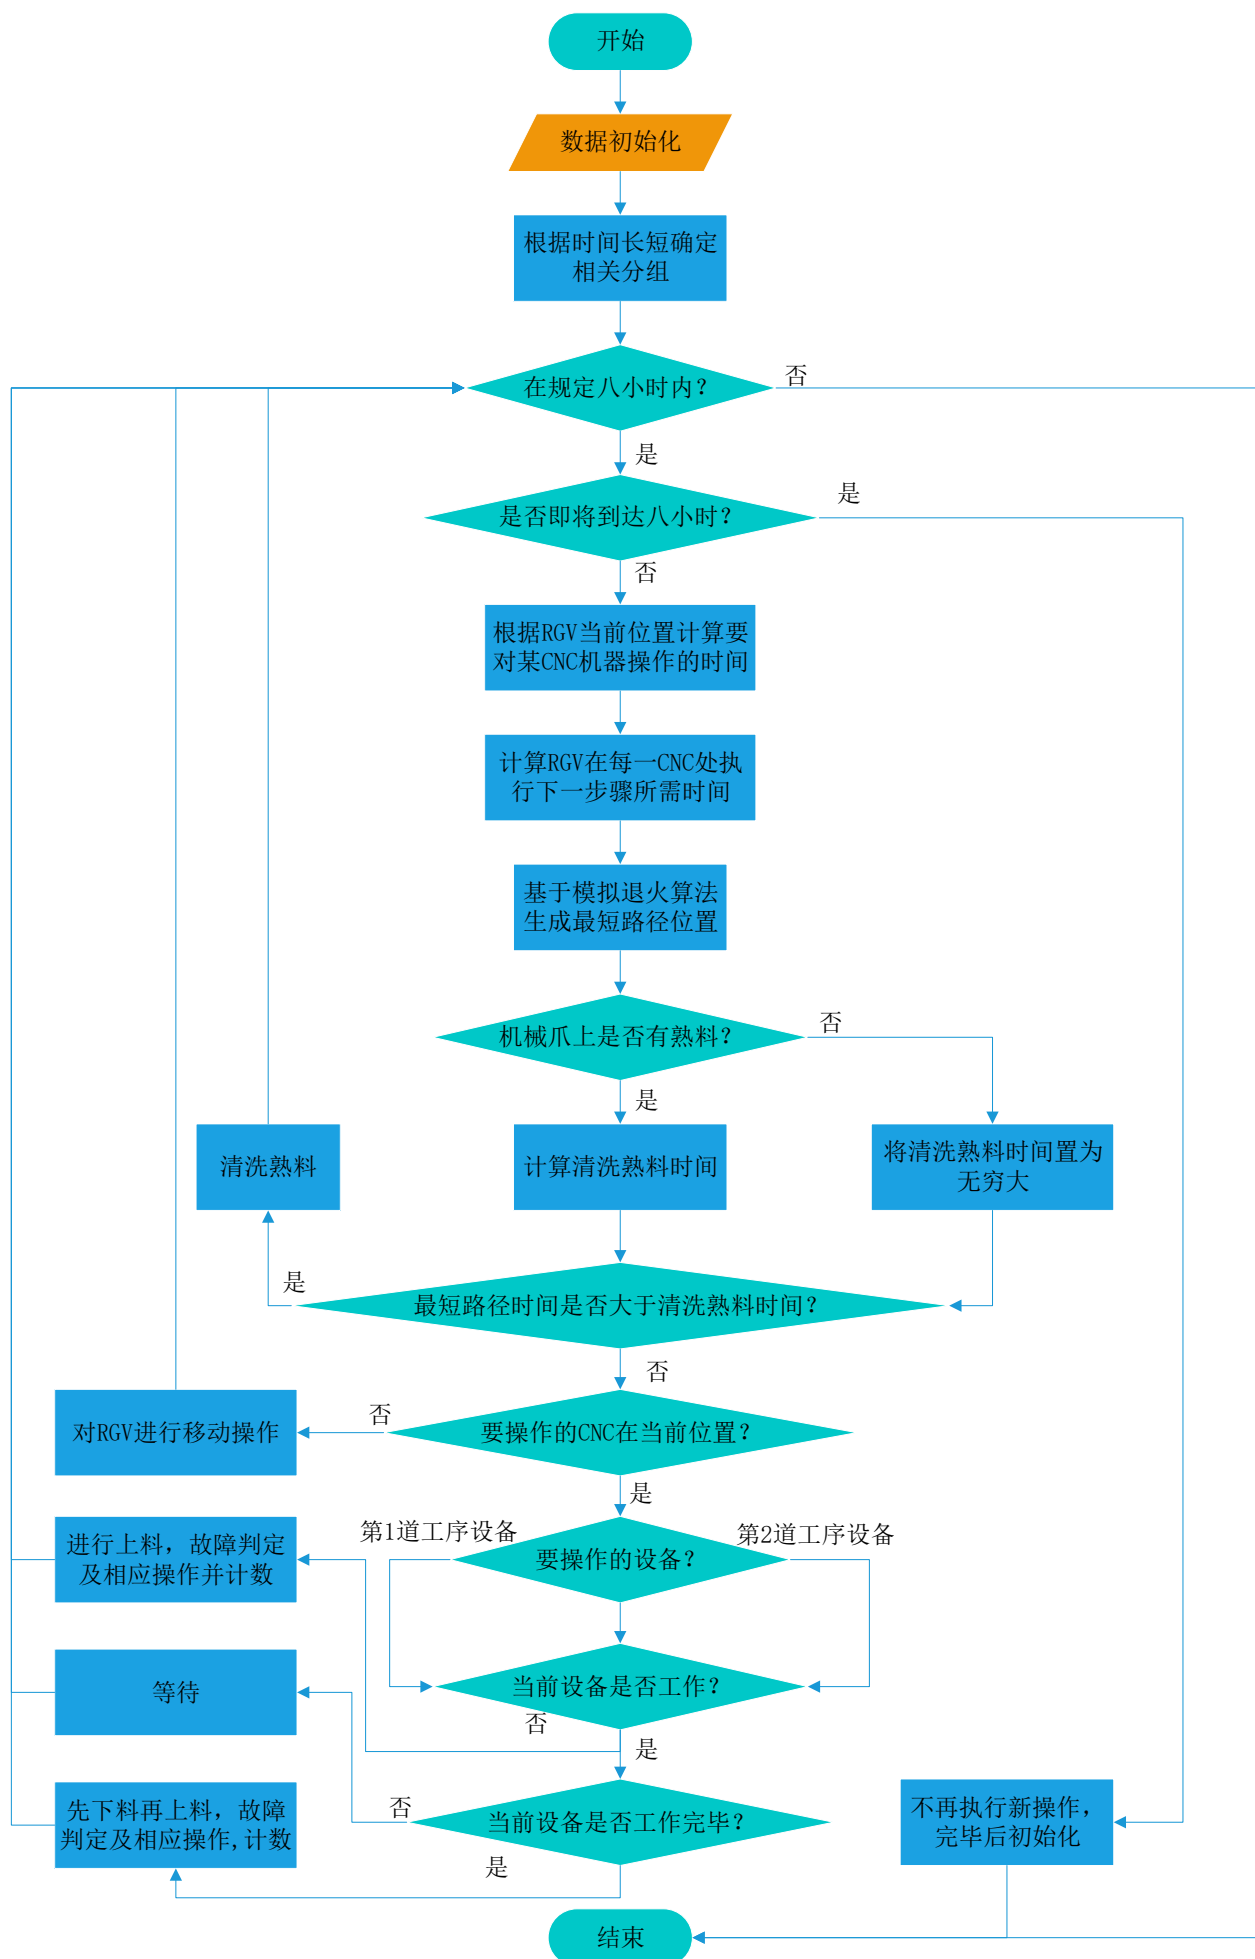 开始
数据初始化
根据时间长短确定
相关分组
在规定八小时内？
否
是
是否即将到达八小时？
是
否
根据RGV当前位置计算要
对某CNC机器操作的时间
计算RGV在每一CNC处执
行下一步骤所需时间
基于模拟退火算法
生成最短路径位置
机械爪上是否有熟料？
否
是
清洗熟料
计算清洗熟料时间
将清洗熟料时间置为
无穷大
是
最短路径时间是否大于清洗熟料时间？
否
对RGV进行移动操作
否
要操作的CNC在当前位置？
是
第1道工序设备
第2道工序设备
进行上料，故障判定
及相应操作并计数
要操作的设备？
等待
当前设备是否工作？
否
是
先下料再上料，故障
判定及相应操作,计数
否
当前设备是否工作完毕？
是
不再执行新操作，
完毕后初始化
结束